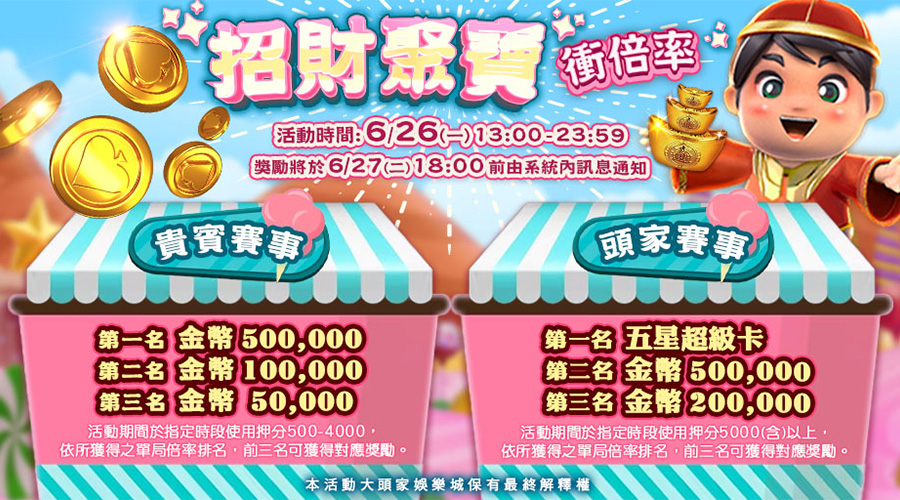 招財聚寶 衝倍率
活動時間:6/26(一)13:00-23:59
獎勵將於6/27(二)18:00前由系統內訊息通知
貴賓賽事
第一名 金幣 500,000
第二名 金幣 100,000
第三名 金幣 50,000
活動期間於指定時段使用押分500-4000，
依所獲得之單局倍率排名，前三名可獲得對應獎勵。
頭家賽事
第一名 五星超級卡
第二名 金幣 500,000
第三名 金幣 200,000
活動期間於指定時段使用押分5000(含)以上，
依所獲得之單局倍率排名，前三名可獲得對應獎勵。
本活動大頭家娛樂城保有最終解釋權